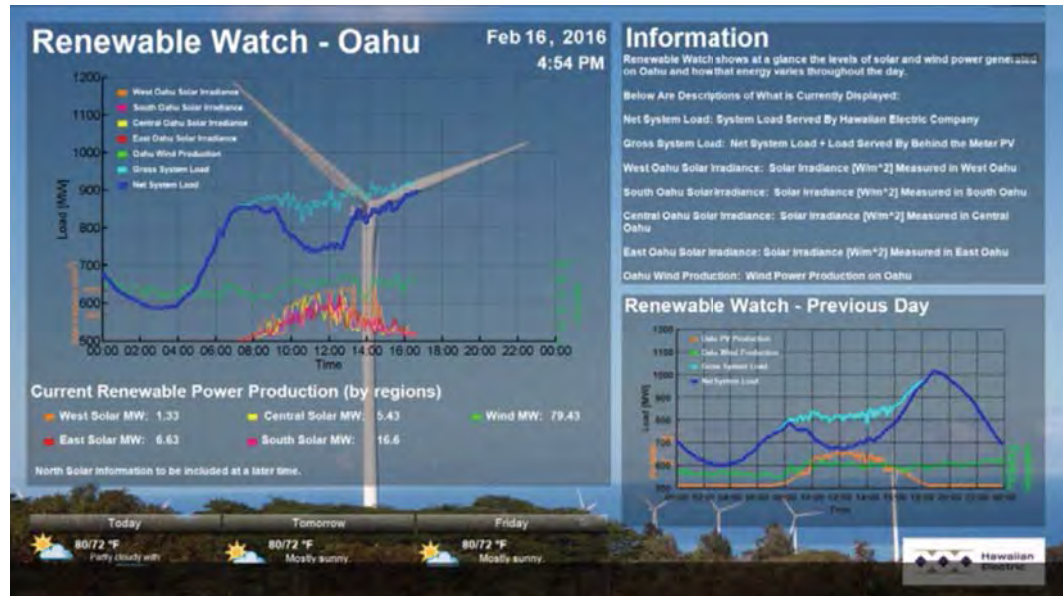 Renewable Watch - Oahu
Feb 16, 2016
4:54 PM
1200
1100
1000
900
800
700
600
500
Load [MW]
West Oahu Solar Irradiance
South Oahu Solar Irradiance
Central Oahu Solar Irradiance
East Oahu Solar Irradiance
Oahu Wind Production
Gross System Load
Net System Load
00:00 02:00 04:00 06:00 08:00 10:00 12:00 14:00 16:00 18:00 20:00 22:00 00:00
Time
Current Renewable Power Production (by regions)
West Solar MW: 1.33
Central Solar MW: 5.43
Wind MW: 79.43
East Solar MW: 6.63
South Solar MW: 16.6
North Solar Information to be included at a later time.
Today
Tomorrow
Friday
80/72 °F
Partly cloudy with
80/72 °F
Mostly sunny.
80/72 °F
Mostly sunny.
Information
Renewable Watch shows at a glance the levels of solar and wind power generated
on Oahu and how that energy varies throughout the day.
Below Are Descriptions of What is Currently Displayed:
Net System Load: System Load Served By Hawaiian Electric Company
Gross System Load: Net System Load + Load Served By Behind the Meter PV
West Oahu Solar Irradiance: Solar Irradiance [W/m^2] Measured in West Oahu
South Oahu Solar Irradiance: Solar Irradiance [W/m^2] Measured in South Oahu
Central Oahu Solar Irradiance: Solar Irradiance [W/m^2] Measured in Central
Oahu
East Oahu Solar Irradiance: Solar Irradiance [W/m^2] Measured in East Oahu
Oahu Wind Production: Wind Power Production on Oahu
Renewable Watch - Previous Day
1100
1000
900
800
700
600
Load [MW]
Oahu PV Production
Oahu Wind Production
Gross System Load
Net System Load
Time
Hawaiian
Electric